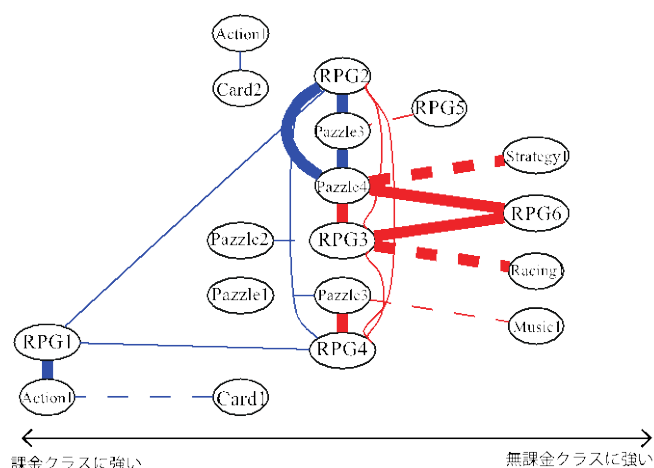 Action1
Card2
RPG2
Pazzle3
RPG5
Strategy1
Pazzle4
RPG6
Pazzle2
RPG3
Racing1
Pazzle1
Pazzle3
Music1
RPG1
RPG4
Action1
Card1
課金クラスに強い
無課金クラスに強い